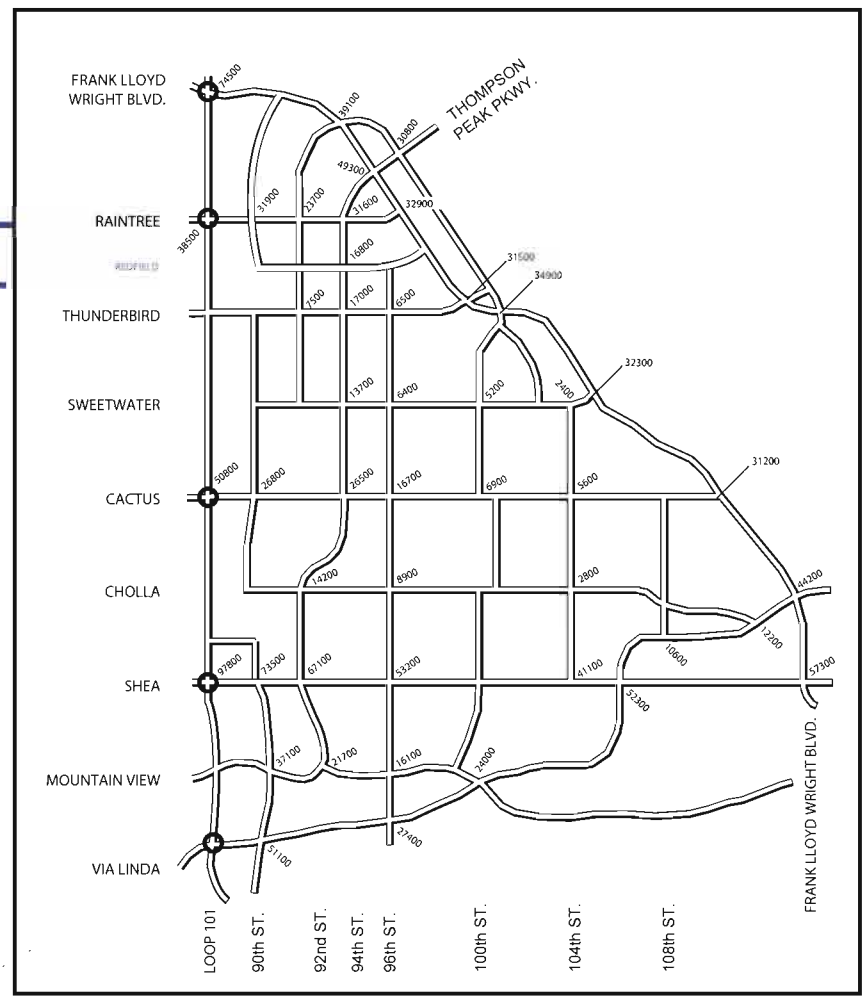 74500
FRANK LLOYD
WRIGHT BLVD.
39100
THOMPSON
PEAK PKWY.
30800
49300
31900
23700
31600
32900
RAINTREE
38500
16800
REDFIELD
31500
34900
7500
17000
6500
THUNDERBIRD
32300
13700
6400
5200
2400
SWEETWATER
50800
26800
26500
16700
6900
5600
31200
CACTUS
14200
8900
2800
44200
CHOLLA
12200
10600
97800
73500
67100
53200
41100
57300
SHEA
52300
37100
21700
16100
24000
MOUNTAIN VIEW
27400
51100
VIA LINDA
FRANK LLOYD WRIGHT BLVD.
LOOP 101
90th ST.
92nd ST.
94th ST.
96th ST.
100th ST.
104th ST.
108th ST.